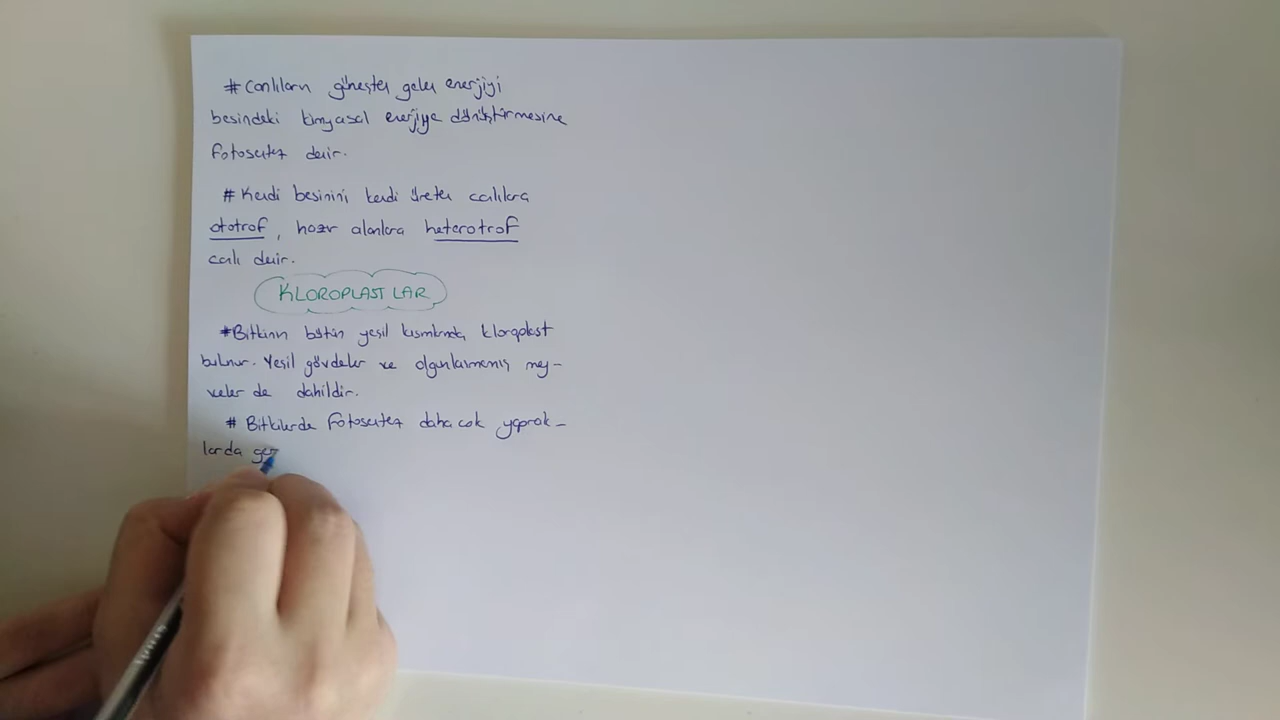 # Canlıların güneşten gelen enerjiyi
besindeki kimyasal enerjiye dönüştürmesine
fotosentez denir.
# Kendi besinini kendi üreten canlılara
ototrof, hazır alanlara heterotrof
canlı denir.
KLOROPLASTLAR
#Bitkinin bütün yeşil kısımlarında kloroplast
bulunur. Yeşil gövdeler ve olgunlaşmamış mey-
veler de dahildir.
# Bitkilerde fotosentez daha çok yaprak-
larda ger